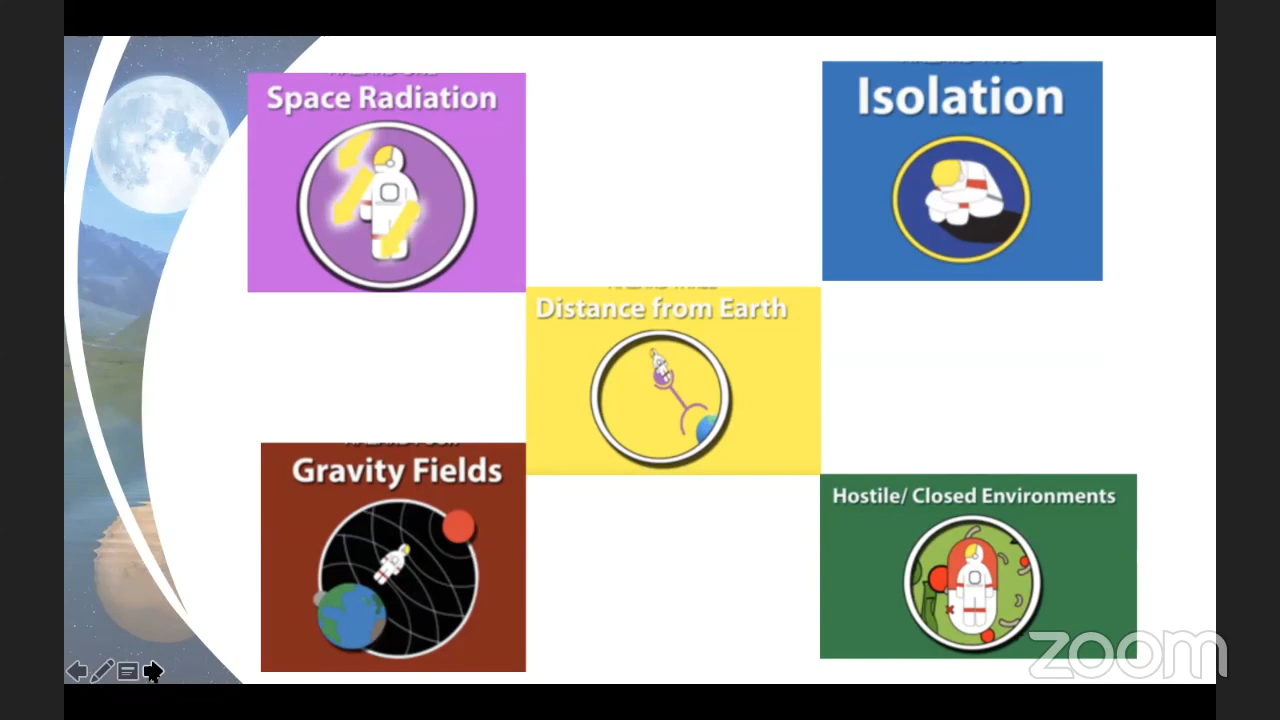 Space Radiation
Isolation
Distance from Earth
Gravity Fields
Hostile/ Closed Environments
zoom